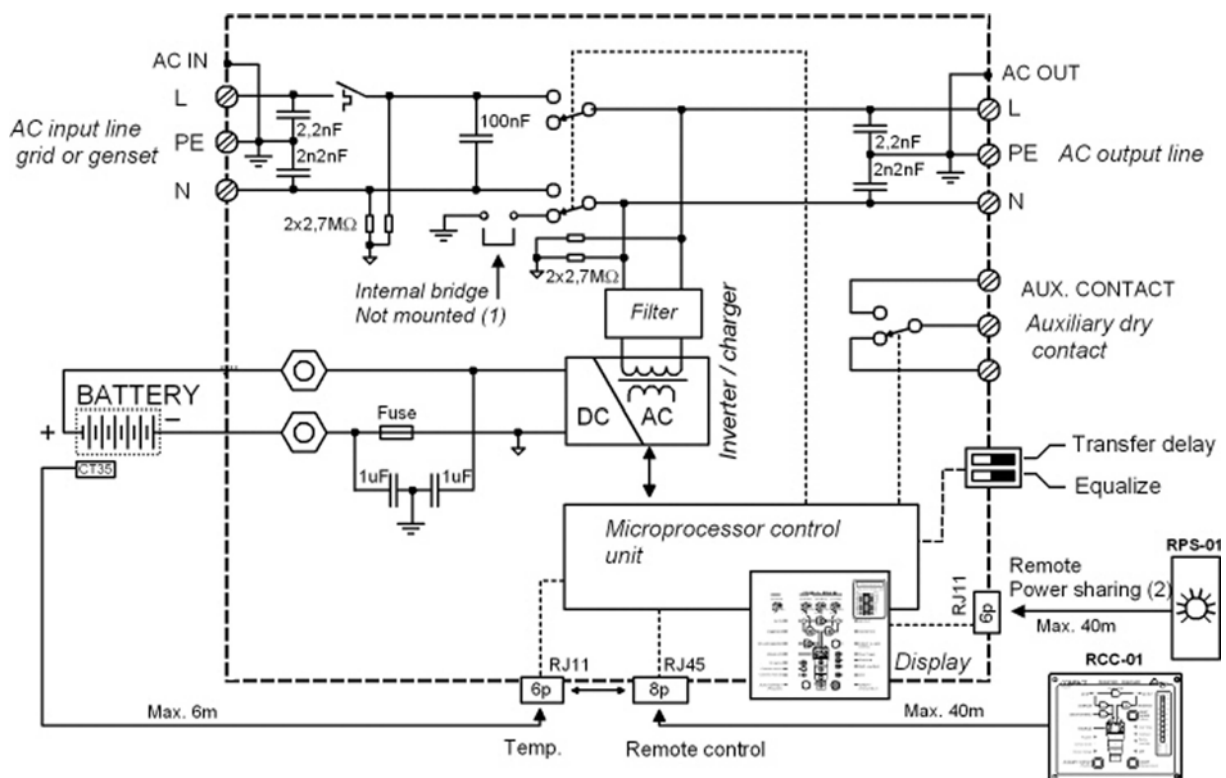 AC IN
L
AC input line
grid or genset
PE
N
2,2nF
2n2nF
100nF
2x2,7MΩ
Internal bridge
Not mounted (1)
2x2,7MΩ
Filter
2,2nF
2n2nF
AC OUT
L
PE
AC output line
N
AUX. CONTACT
Auxiliary dry
contact
BATTERY
+
−
CT35
Fuse
1uF
1uF
DC
AC
Inverter / charger
Transfer delay
Equalize
Microprocessor control
unit
Display
RPS-01
Remote
Power sharing (2)
RJ11
6p
Max. 40m
RCC-01
RJ11
RJ45
6p
8p
Max. 6m
Max. 40m
Temp.
Remote control